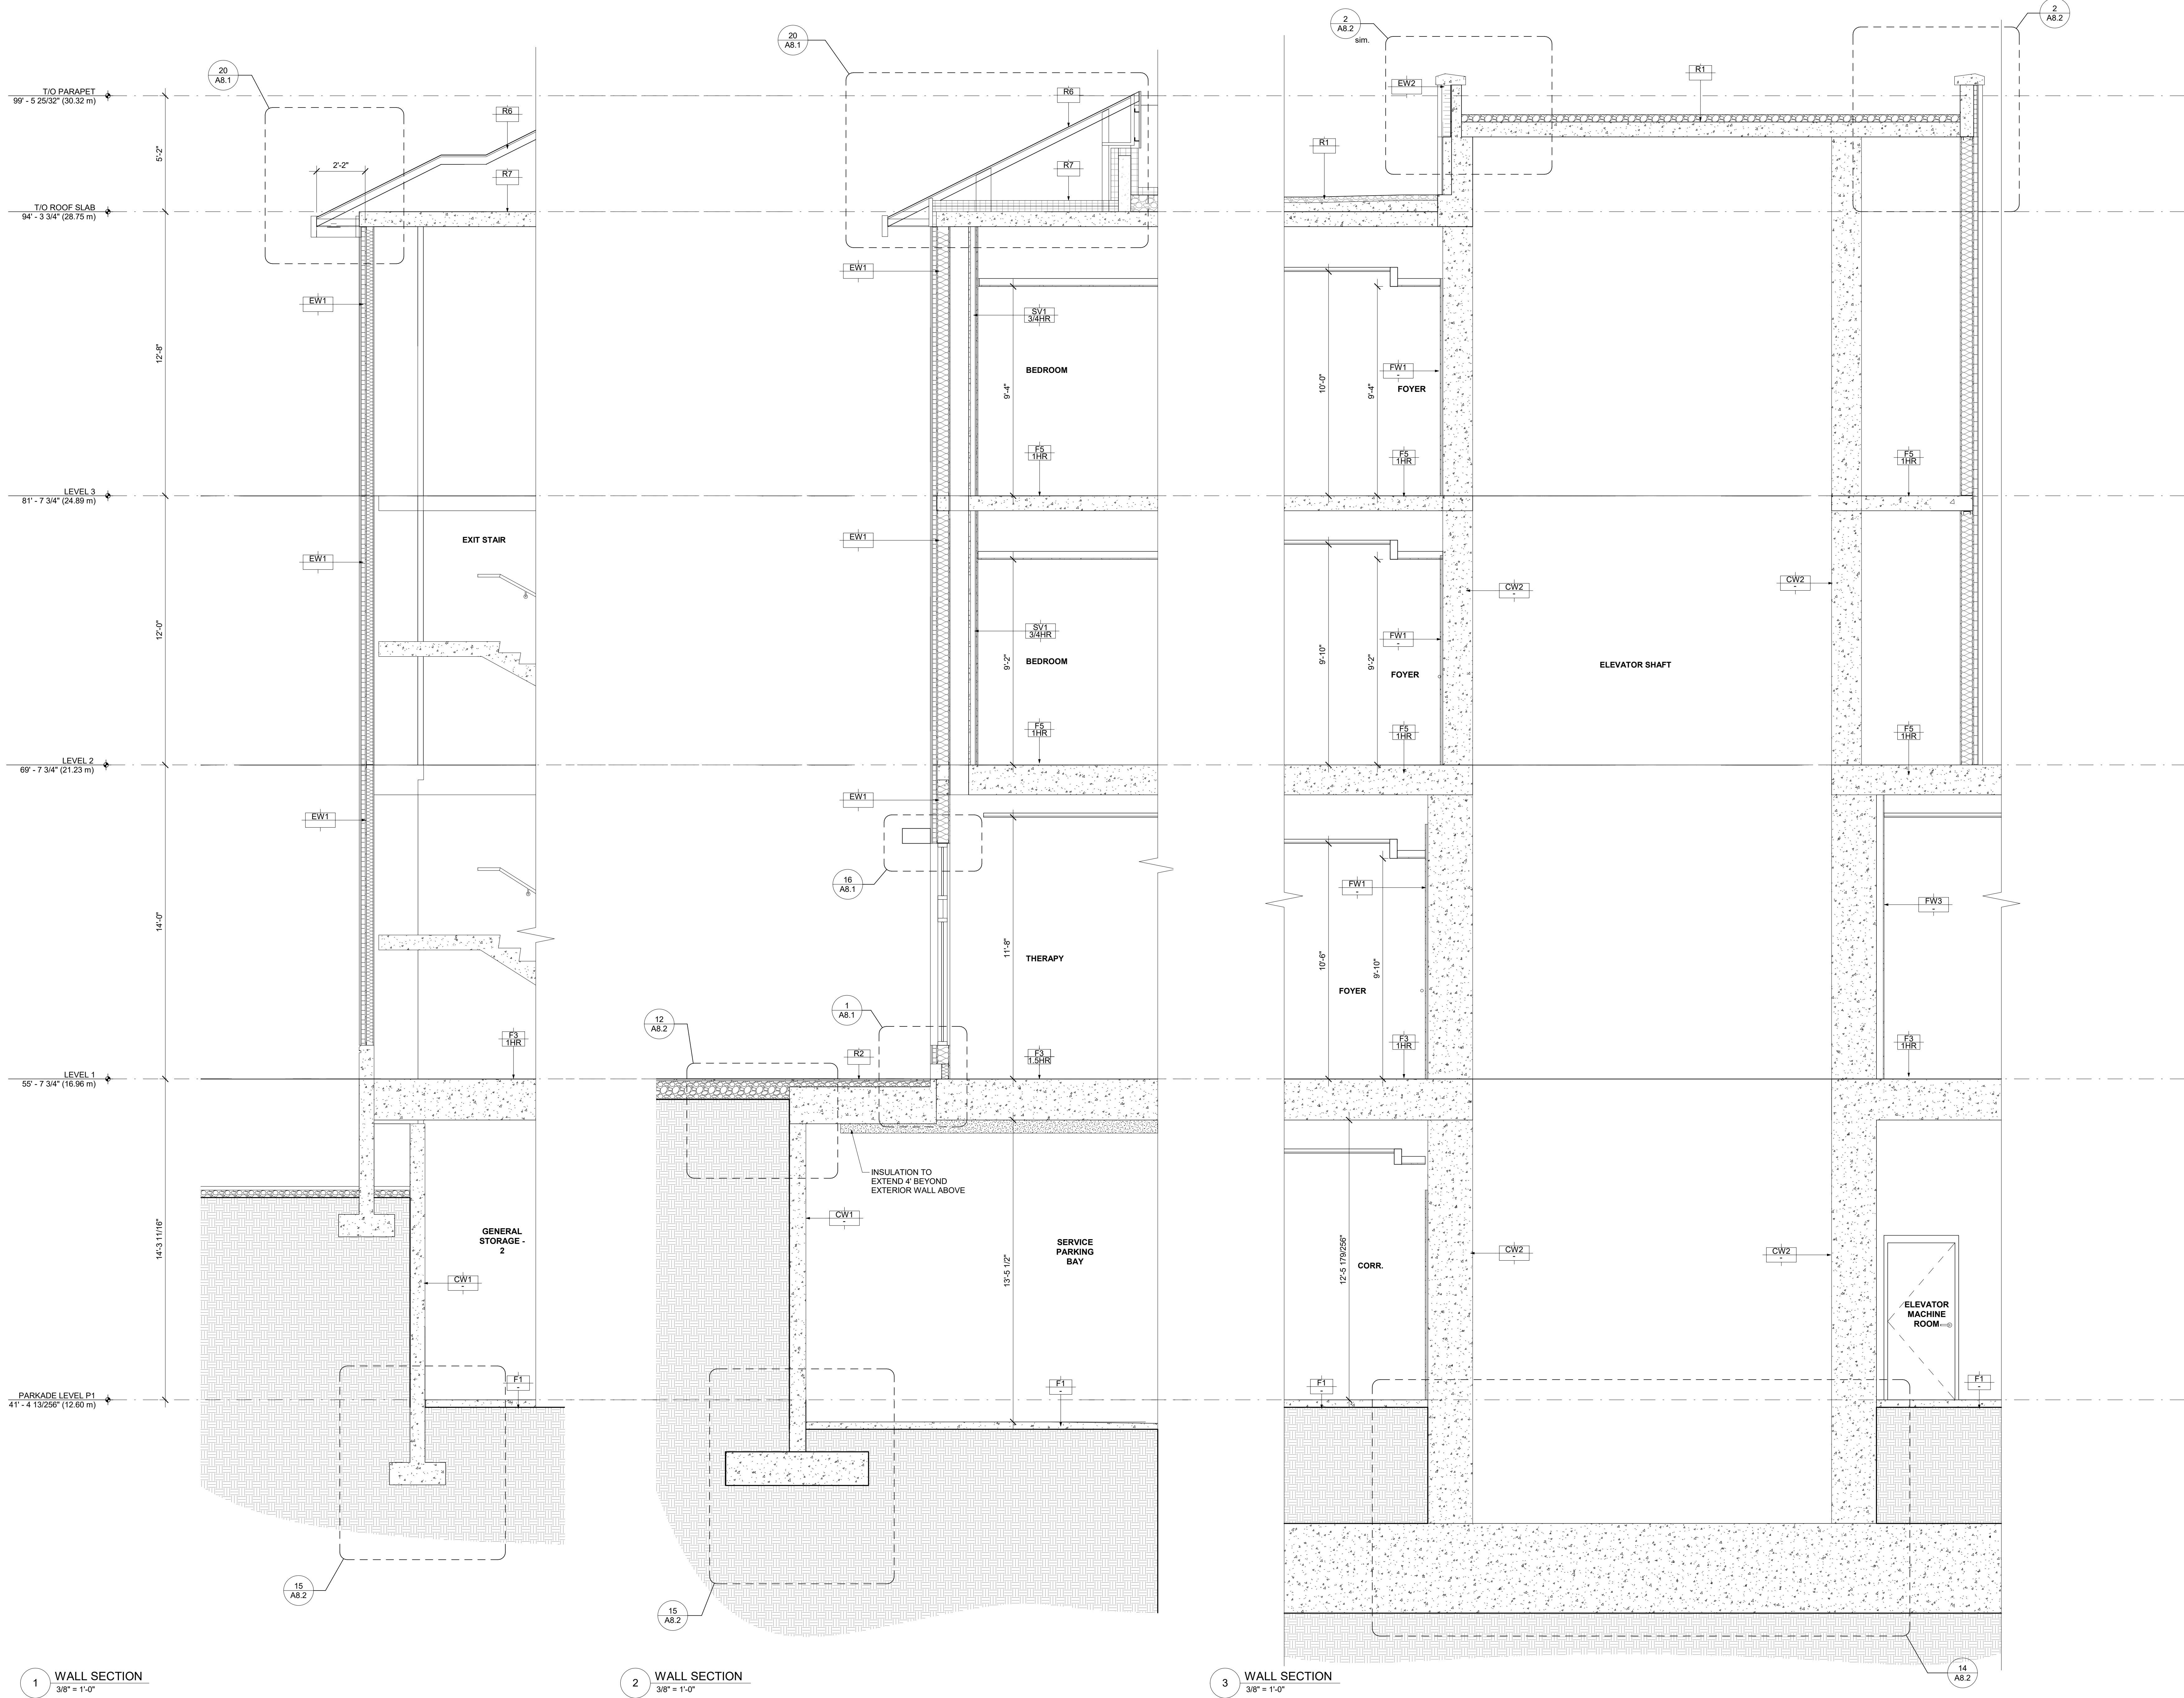 T/O PARAPET
99' - 5 25/32" (30.32 m)
T/O ROOF SLAB
94' - 3 3/4" (28.75 m)
LEVEL 3
81' - 7 3/4" (24.89 m)
LEVEL 2
69' - 7 3/4" (21.23 m)
LEVEL 1
55' - 7 3/4" (16.96 m)
PARKADE LEVEL P1
41' - 4 13/256" (12.60 m)
5'-2"
12'-8"
12'-0"
14'-0"
14'-3 11/16"
20
A8.1
2'-2"
R6
R7
EW1
EXIT STAIR
EW1
EW1
F3
1HR
GENERAL
STORAGE -
2
CW1
-
F1
-
15
A8.2
1
WALL SECTION
3/8" = 1'-0"
20
A8.1
R6
R7
EW1
SV1
3/4HR
BEDROOM
9'-4"
F5
1HR
EW1
SV1
3/4HR
BEDROOM
9'-2"
F5
1HR
EW1
16
A8.1
11'-8"
THERAPY
1
A8.1
12
A8.2
R2
F3
1.5HR
INSULATION TO
EXTEND 4' BEYOND
EXTERIOR WALL ABOVE
CW1
-
SERVICE
PARKING
BAY
13'-5 1/2"
F1
-
15
A8.2
2
WALL SECTION
3/8" = 1'-0"
2
A8.2
sim.
2
A8.2
EW2
R1
R1
10'-0"
9'-4"
FW1
-
FOYER
F5
1HR
F5
1HR
CW2
-
CW2
-
9'-10"
9'-2"
FW1
-
FOYER
ELEVATOR SHAFT
F5
1HR
F5
1HR
FW1
-
FW3
-
10'-6"
9'-10"
FOYER
F3
1HR
F3
1HR
12'-5 179/256"
CORR.
CW2
-
CW2
-
ELEVATOR
MACHINE
ROOM
F1
-
F1
-
14
A8.2
3
WALL SECTION
3/8" = 1'-0"